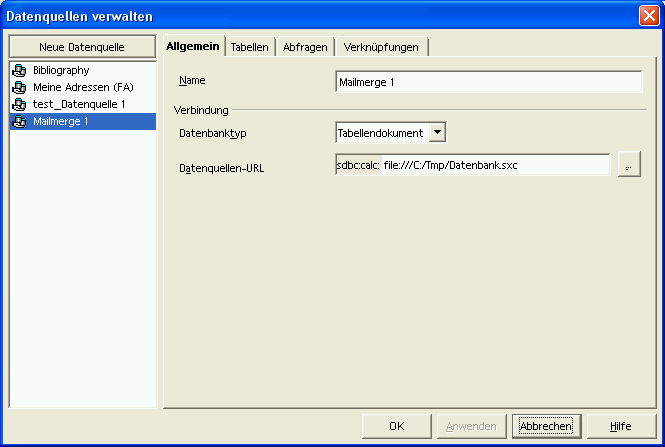 Datenquellen verwalten
Neue Datenquelle
Bibliography
Meine Adressen (FA)
test_Datenquelle 1
Mailmerge 1
Allgemein Tabellen Abfragen Verknüpfungen
Name Mailmerge 1
Verbindung
Datenbanktyp Tabellendokument
Datenquellen-URL sdbc:calc: file:///C:/Tmp/Datenbank.sxc ...
OK Anwenden Abbrechen Hilfe